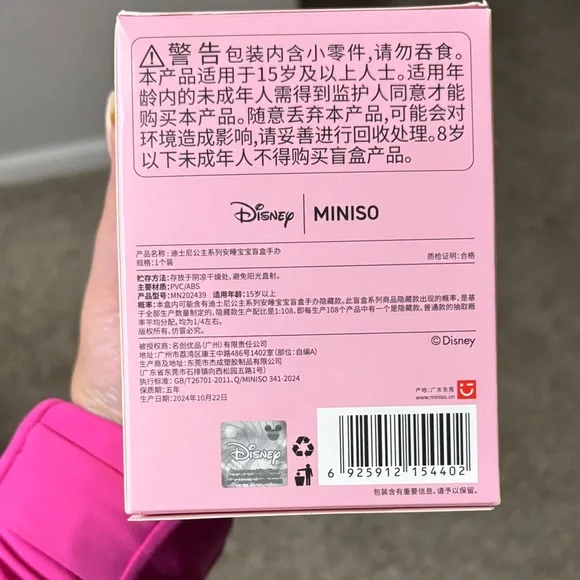 ⚠警告包装内含小零件,请勿吞食。
本产品适用于15岁及以上人士。适用年
龄内的未成年人需得到监护人同意才能
购买本产品。随意丢弃本产品,可能会对
环境造成影响,请妥善进行回收处理。8岁
以下未成年人不得购买盲盒产品。
Disney | MINISO
产品名称:迪士尼公主系列安睡宝宝盲盒手办
规格:1个装 质检证明:合格
贮存方法:存放于阴凉干燥处,避免阳光直射。
主要材质:PVC/ABS
产品型号:MN202439 适用年龄:15岁以上
概率:本盒内可能含有迪士尼公主系列安睡宝宝盲盒手办隐藏款。此盲盒系列商品隐藏款出现的概率,是基
于全部生产数量制定的,隐藏款生产配比是1:108,即每生产108个产品中有一个是隐藏款。普通款的抽取概
率平均分配,均为1/4左右。
版权所有,仿冒必究。
被授权商:名创优品(广州)有限责任公司 ©Disney
地址:广州市荔湾区康王中路486号1402室(部位:自编A)
生产商&地址:东莞市杰成塑胶制品有限公司
(广东省东莞市石排镇向西松园五路1号)
执行标准:GB/T26701-2011、Q/MINISO 341-2024
保质期:五年
生产日期:2024年10月22日
产地:广东东莞
www.miniso.cn
Disney
6 925912 154402
包装含有重要信息,请予以保留。